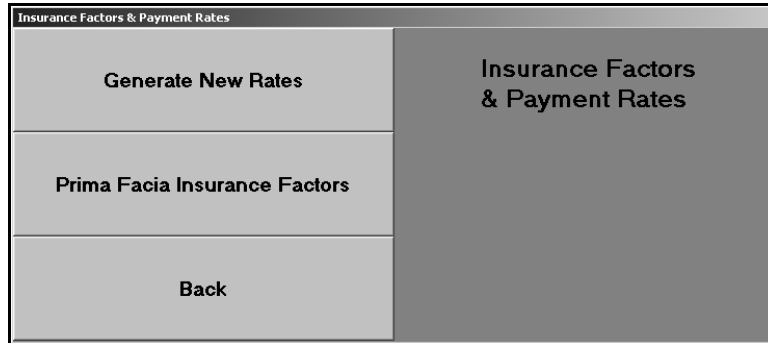 Insurance Factors & Payment Rates
Generate New Rates
Insurance Factors
& Payment Rates
Prima Facia Insurance Factors
Back